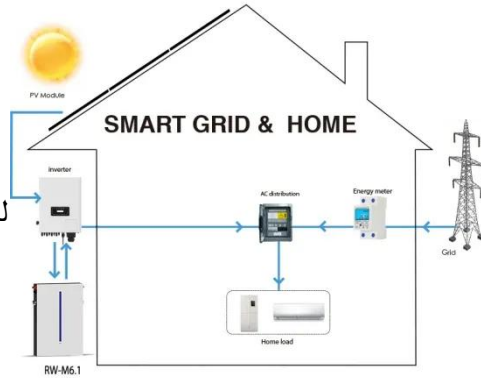 PV Module
SMART GRID & HOME
inverter
AC distribution
Energy meter
Grid
Home load
RW-M6.1